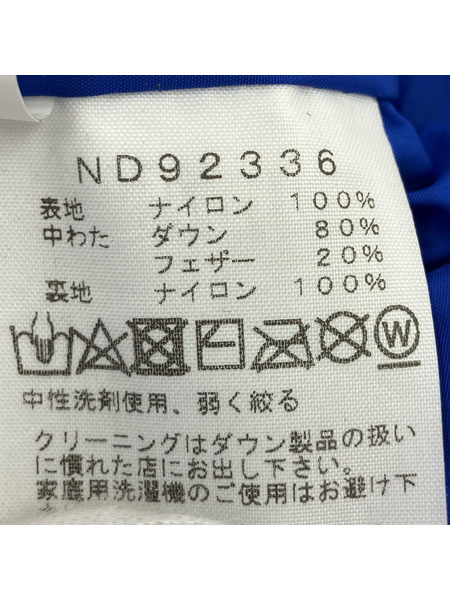 ND92336
表地 ナイロン 100%
中わた ダウン 80%
フェザー 20%
裏地 ナイロン 100%
W
中性洗剤使用、弱く絞る
クリーニングはダウン製品の扱い
に慣れた店にお出し下さい。
家庭用洗濯機のご使用はお避け下